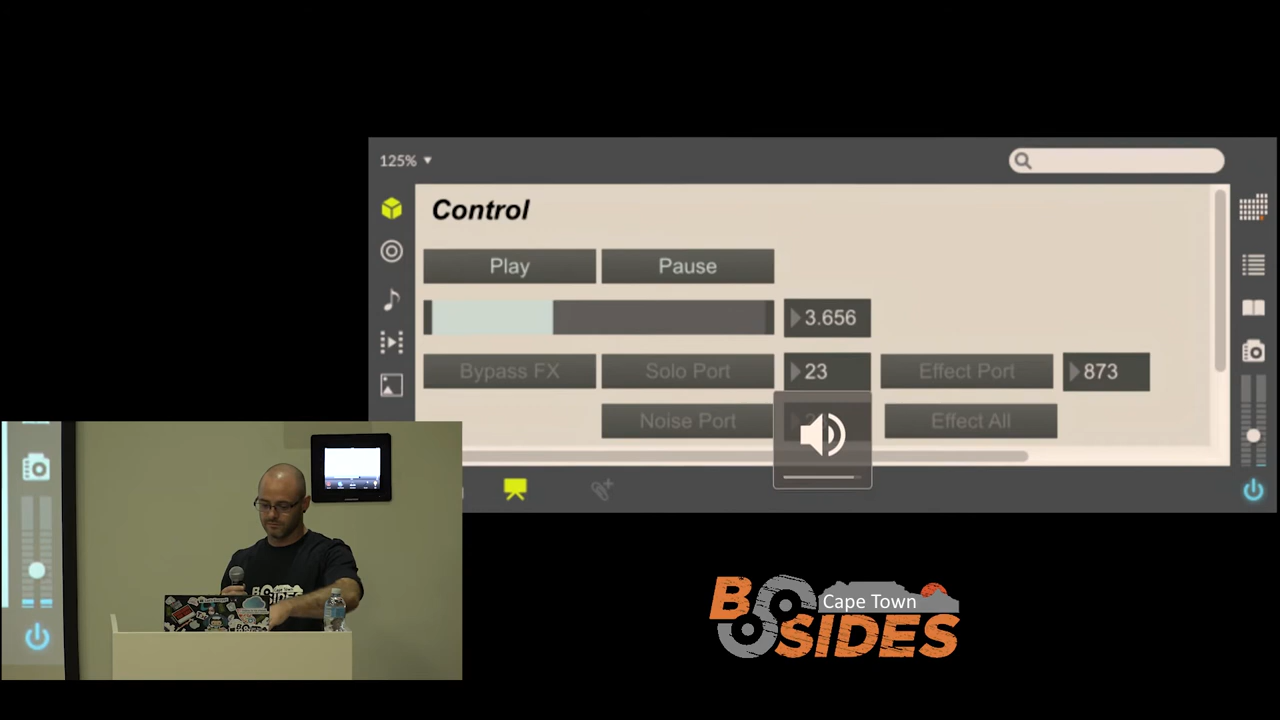 125%
Control
Play Pause
3.656
Bypass FX Solo Port 23 Effect Port 873
Noise Port Effect All
B SIDES
Cape Town
BSIDES